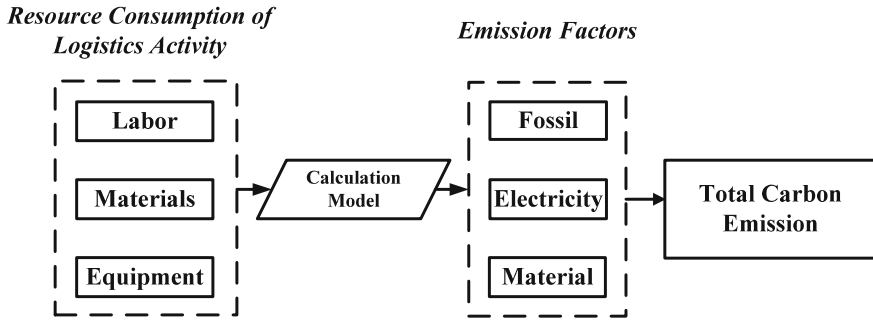 Resource Consumption of
Logistics Activity
Labor
Materials
Equipment
Calculation
Model
Emission Factors
Fossil
Electricity
Material
Total Carbon
Emission